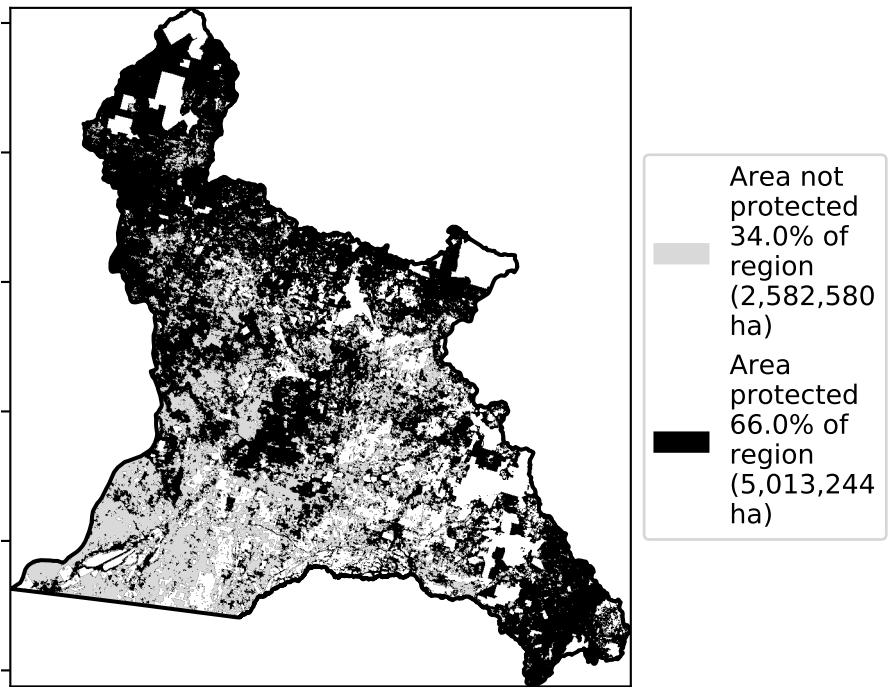 Area not
protected
34.0% of
region
(2,582,580
ha)
Area
protected
66.0% of
region
(5,013,244
ha)